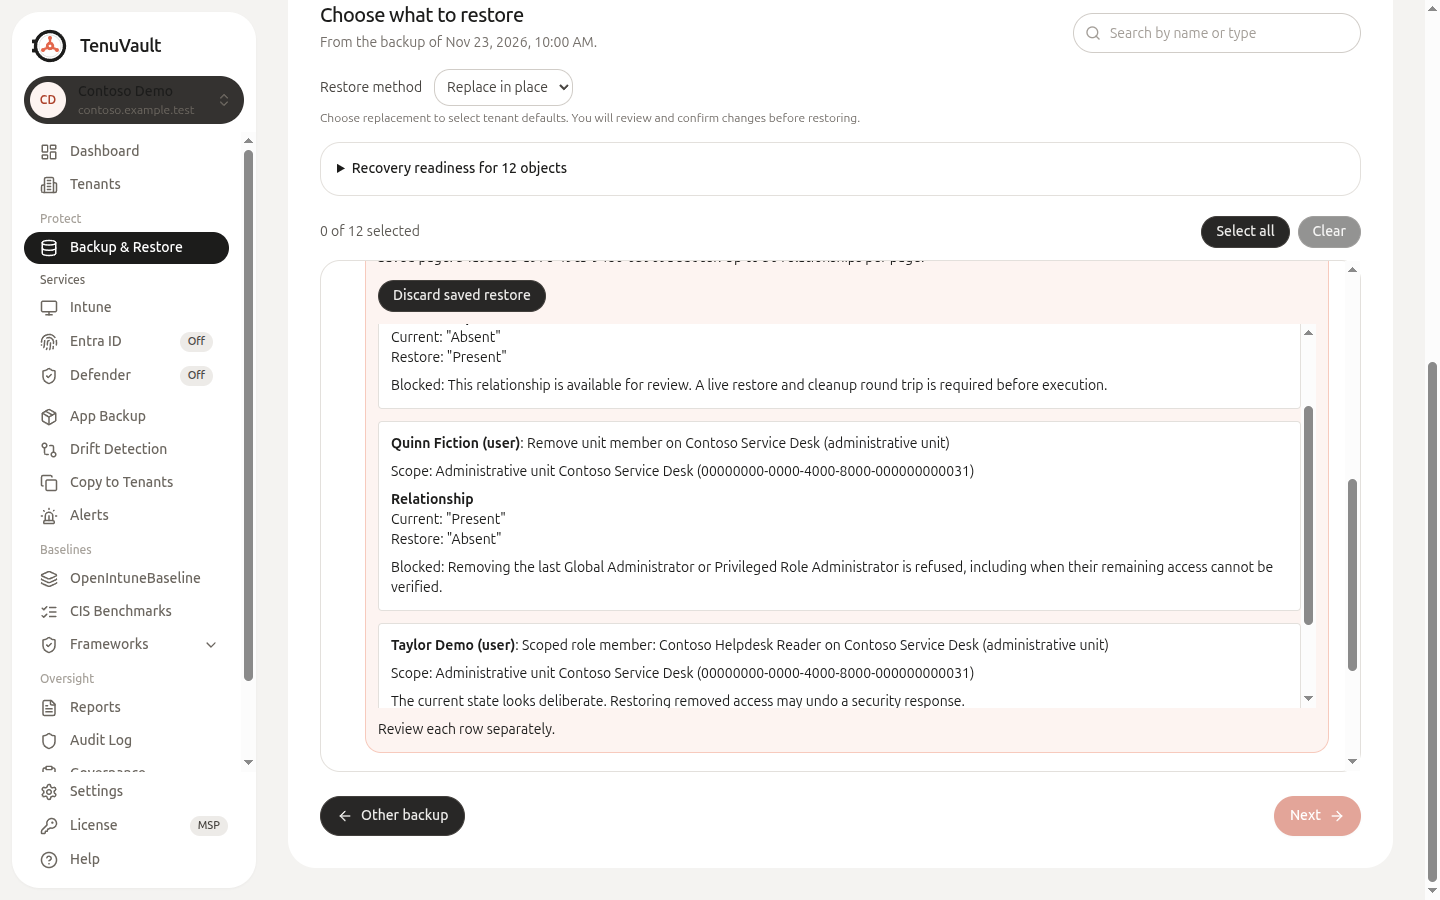 TenuVault
CD
Contoso Demo
contoso.example.test
Dashboard
Tenants
Protect
Backup & Restore
Services
Intune
Entra ID
Off
Defender
Off
App Backup
Drift Detection
Copy to Tenants
Alerts
Baselines
OpenIntuneBaseline
CIS Benchmarks
Frameworks
Oversight
Reports
Audit Log
Governance
Settings
License
MSP
Help
Choose what to restore
From the backup of Nov 23, 2026, 10:00 AM.
Search by name or type
Restore method
Replace in place
Choose replacement to select tenant defaults. You will review and confirm changes before restoring.
Recovery readiness for 12 objects
0 of 12 selected
Select all
Clear
Discard saved restore
Current: "Absent"
Restore: "Present"
Blocked: This relationship is available for review. A live restore and cleanup round trip is required before execution.
Quinn Fiction (user): Remove unit member on Contoso Service Desk (administrative unit)
Scope: Administrative unit Contoso Service Desk (00000000-0000-4000-8000-000000000031)
Relationship
Current: "Present"
Restore: "Absent"
Blocked: Removing the last Global Administrator or Privileged Role Administrator is refused, including when their remaining access cannot be
verified.
Taylor Demo (user): Scoped role member: Contoso Helpdesk Reader on Contoso Service Desk (administrative unit)
Scope: Administrative unit Contoso Service Desk (00000000-0000-4000-8000-000000000031)
The current state looks deliberate. Restoring removed access may undo a security response.
Review each row separately.
Other backup
Next